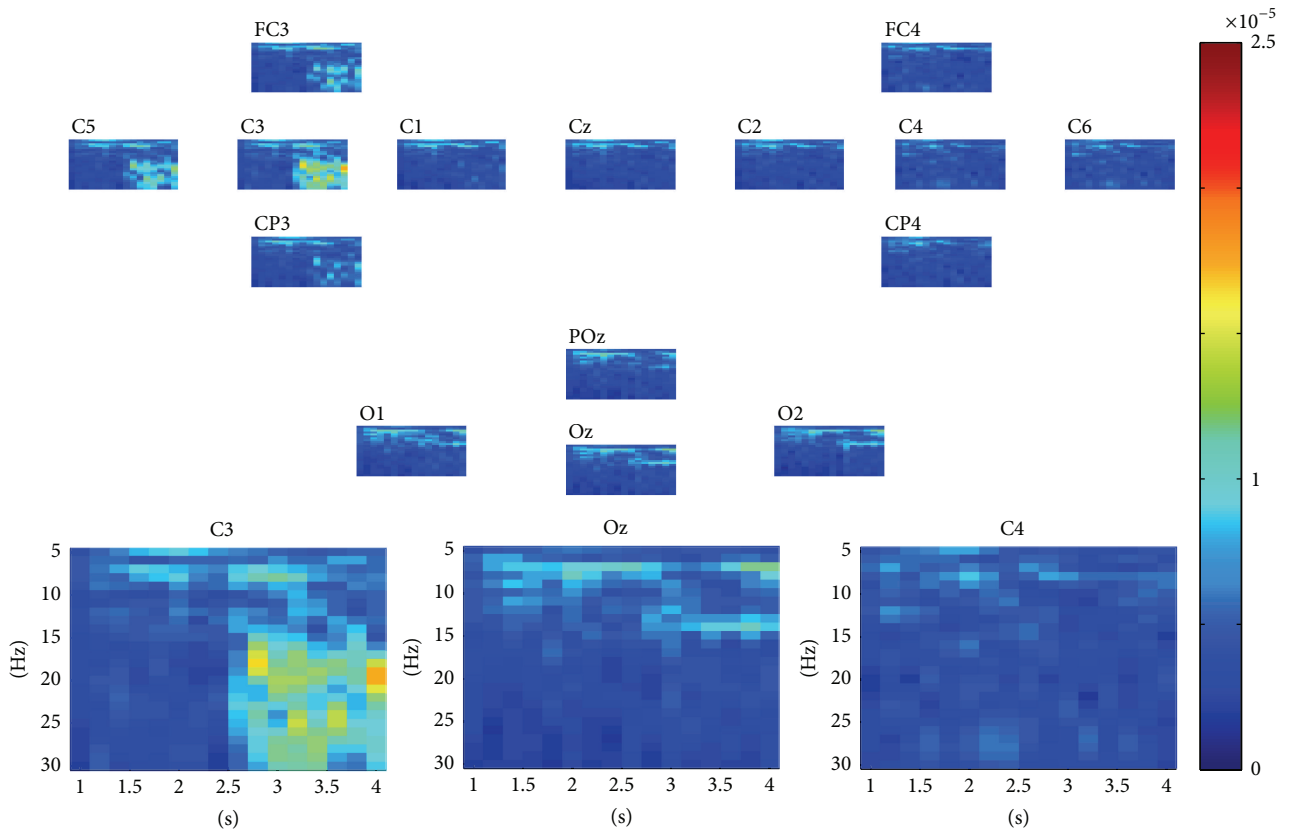 ×10⁻⁵
FC3 FC4 2.5
C5 C3 C1 Cz C2 C4 C6
CP3 CP4
POz
O1 O2
Oz
1
C3 Oz C4
5 5 5
10 10 10
15 15 15
(Hz) (Hz) (Hz)
20 20 20
25 25 25
30 30 30 0
1 1.5 2 2.5 3 3.5 4 1 1.5 2 2.5 3 3.5 4 1 1.5 2 2.5 3 3.5 4
(s) (s) (s)